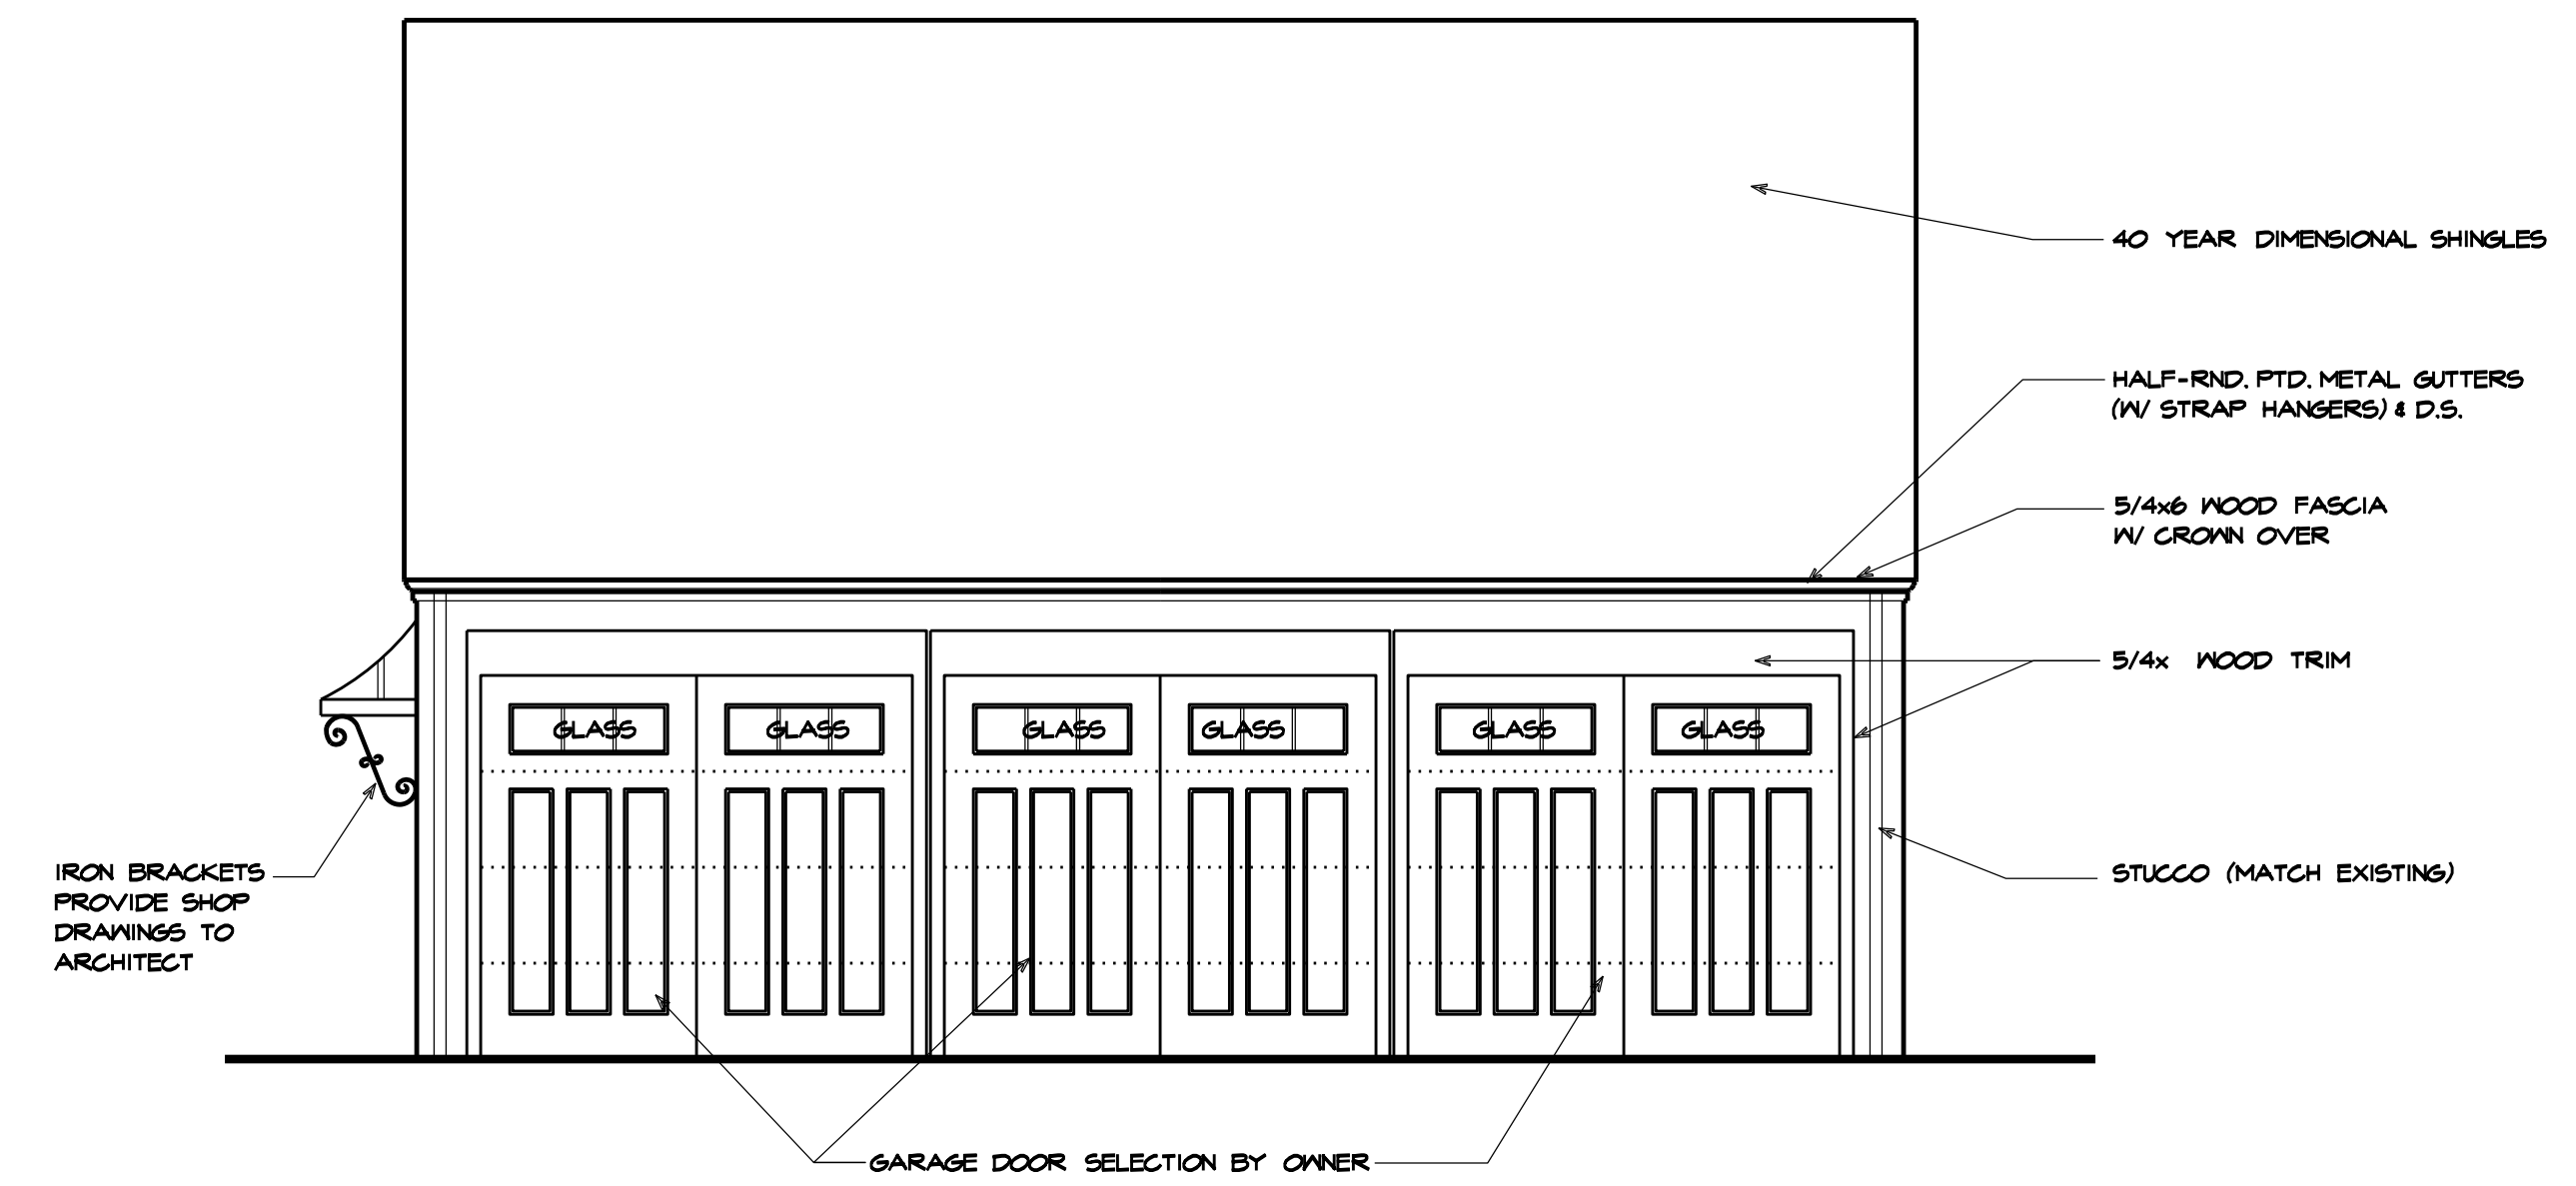 40 YEAR DIMENSIONAL SHINGLES
HALF-RND. PTD. METAL GUTTERS
(W/ STRAP HANGERS) & D.S.
5/4x6 WOOD FASCIA
W/ CROWN OVER
5/4x WOOD TRIM
GLASS GLASS GLASS GLASS GLASS GLASS
STUCCO (MATCH EXISTING)
IRON BRACKETS
PROVIDE SHOP
DRAWINGS TO
ARCHITECT
GARAGE DOOR SELECTION BY OWNER